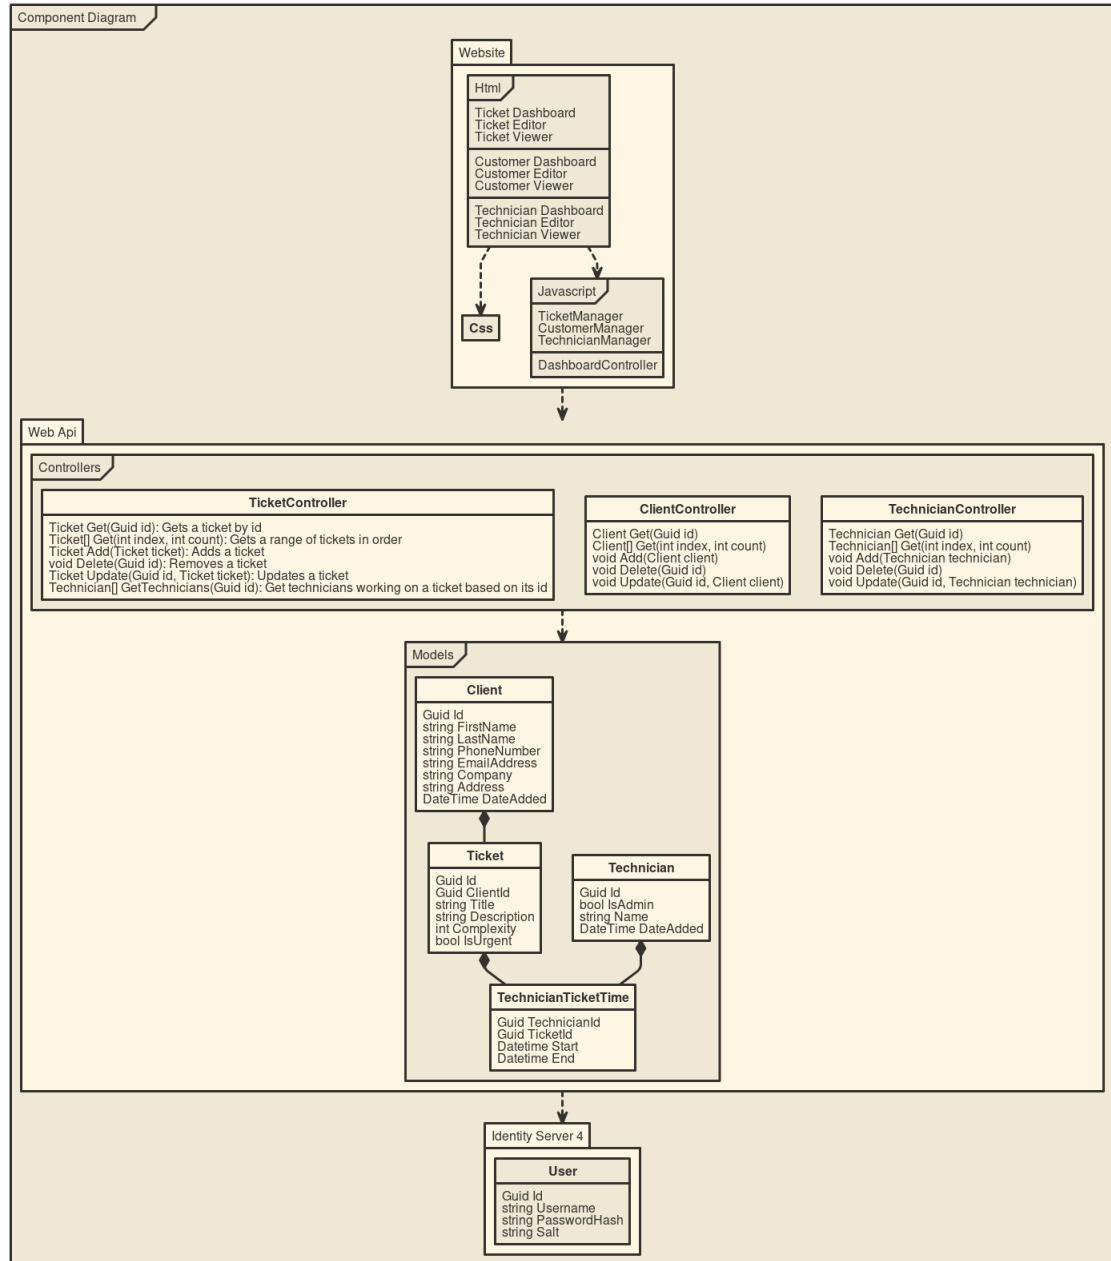 Component Diagram
Website
Html
Ticket Dashboard
Ticket Editor
Ticket Viewer
Customer Dashboard
Customer Editor
Customer Viewer
Technician Dashboard
Technician Editor
Technician Viewer
Css
Javascript
TicketManager
CustomerManager
TechnicianManager
DashboardController
Web Api
Controllers
TicketController
Ticket Get(Guid id): Gets a ticket by id
Ticket[] Get(int index, int count): Gets a range of tickets in order
Ticket Add(Ticket ticket): Adds a ticket
void Delete(Guid id): Removes a ticket
Ticket Update(Guid id, Ticket ticket): Updates a ticket
Technician[] GetTechnicians(Guid id): Get technicians working on a ticket based on its id
ClientController
Client Get(Guid id)
Client[] Get(int index, int count)
void Add(Client client)
void Delete(Guid id)
void Update(Guid id, Client client)
TechnicianController
Technician Get(Guid id)
Technician[] Get(int index, int count)
void Add(Technician technician)
void Delete(Guid id)
void Update(Guid id, Technician technician)
Models
Client
Guid Id
string FirstName
string LastName
string PhoneNumber
string EmailAddress
string Company
string Address
DateTime DateAdded
Ticket
Guid Id
Guid ClientId
string Title
string Description
int Complexity
bool IsUrgent
Technician
Guid Id
bool IsAdmin
string Name
DateTime DateAdded
TechnicianTicketTime
Guid TechnicianId
Guid TicketId
Datetime Start
Datetime End
Identity Server 4
User
Guid Id
string Username
string PasswordHash
string Salt